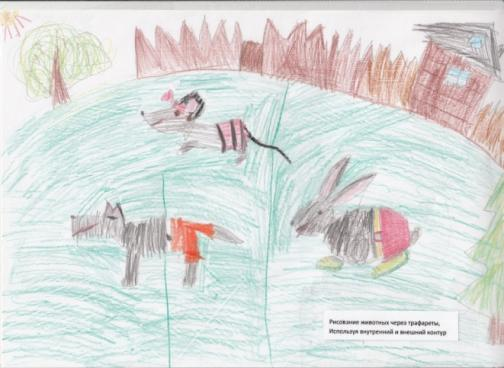 Рисование животных через трафареты,
Используя внутренний и внешний контур